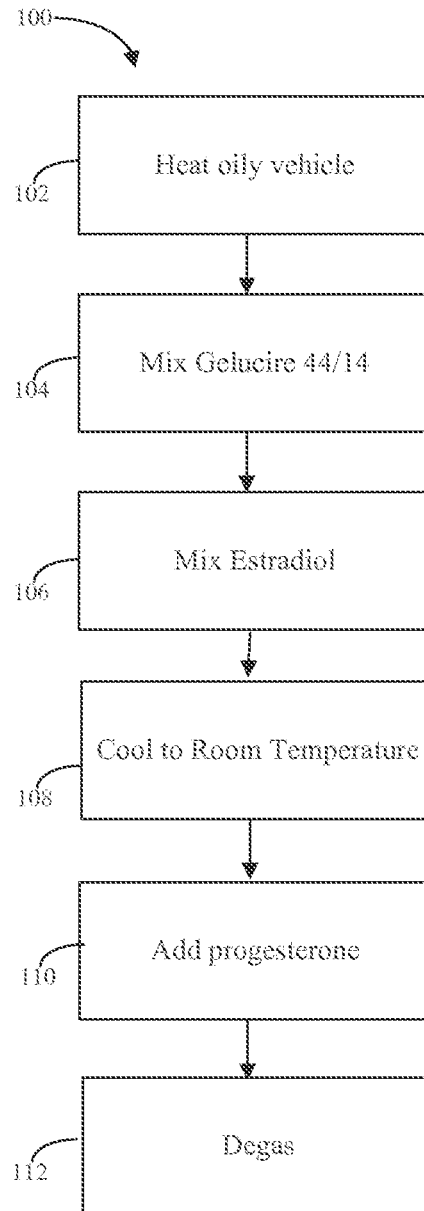 100
Heat oily vehicle
102
Mix Gelucire 44/14
104
Mix Estradiol
106
Cool to Room Temperature
108
Add progesterone
110
Degas
112